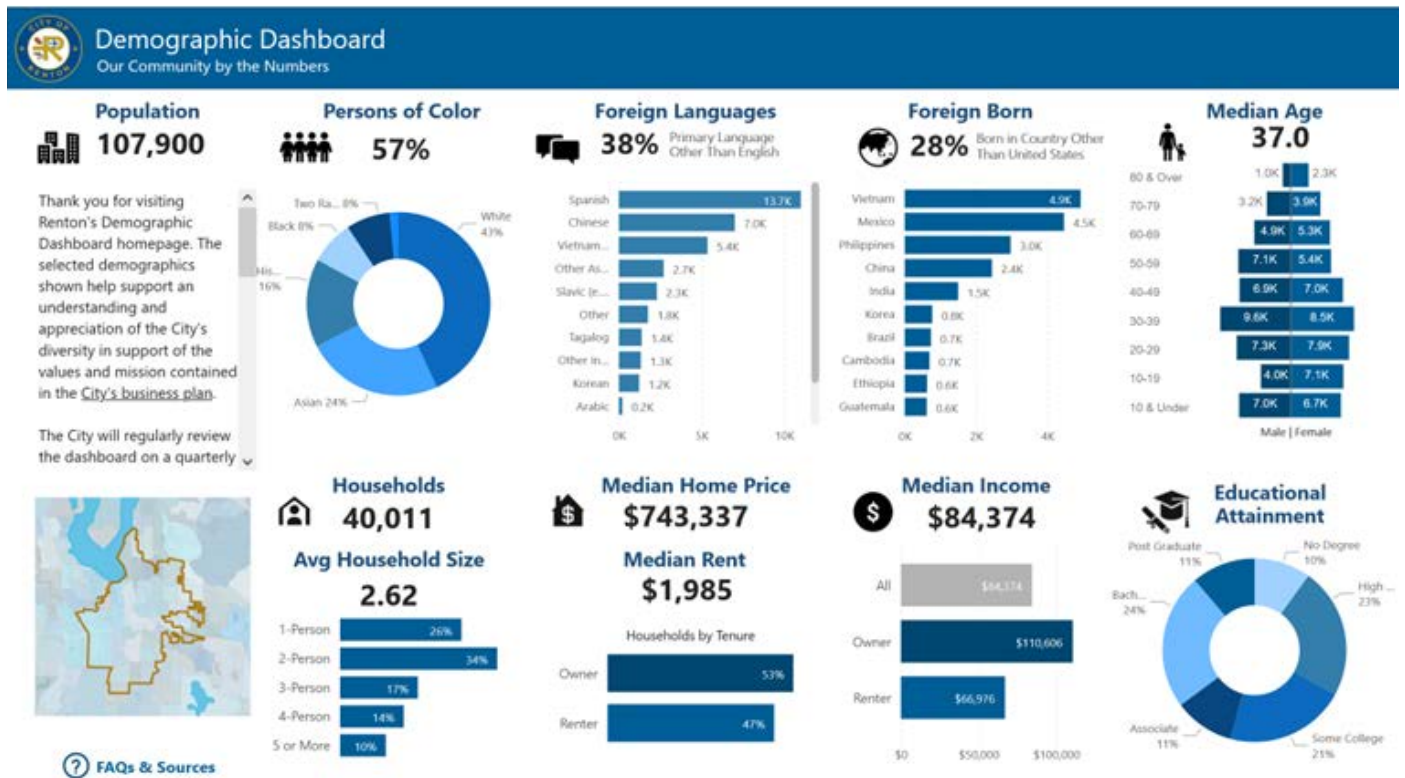 CITY OF
RENTON
Demographic Dashboard
Our Community by the Numbers
Population
107,900
Thank you for visiting
Renton's Demographic
Dashboard homepage. The
selected demographics
shown help support an
understanding and
appreciation of the City's
diversity in support of the
values and mission contained
in the City's business plan.
The City will regularly review
the dashboard on a quarterly
Persons of Color
57%
Two Ra... 8%
Black 8%
His...
16%
White
43%
Asian 24%
Foreign Languages
38% Primary Language
Other Than English
Spanish 13.7K
Chinese 7.0K
Vietnam... 5.4K
Other As... 2.7K
Slavic (e... 2.3K
Other 1.8K
Tagalog 1.4K
Other In... 1.3K
Korean 1.2K
Arabic 0.2K
0K 5K 10K
Foreign Born
28% Born in Country Other
Than United States
Vietnam 4.9K
Mexico 4.5K
Philippines 3.0K
China 2.4K
India 1.5K
Korea 0.8K
Brazil 0.7K
Cambodia 0.7K
Ethiopia 0.6K
Guatemala 0.6K
0K 2K 4K
Median Age
37.0
80 & Over 1.0K 2.3K
70-79 3.2K 3.9K
60-69 4.9K 5.3K
50-59 7.1K 5.4K
40-49 6.9K 7.0K
30-39 9.6K 8.5K
20-29 7.3K 7.9K
10-19 4.0K 7.1K
10 & Under 7.0K 6.7K
Male | Female
FAQs & Sources
Households
40,011
Avg Household Size
2.62
1-Person 26%
2-Person 34%
3-Person 17%
4-Person 14%
5 or More 10%
Median Home Price
$743,337
Median Rent
$1,985
Households by Tenure
Owner 53%
Renter 47%
Median Income
$84,374
All $84,374
Owner $110,606
Renter $66,976
$0 $50,000 $100,000
Educational
Attainment
Post Graduate
11%
No Degree
10%
Bach...
24%
High ...
23%
Associate
11%
Some College
21%